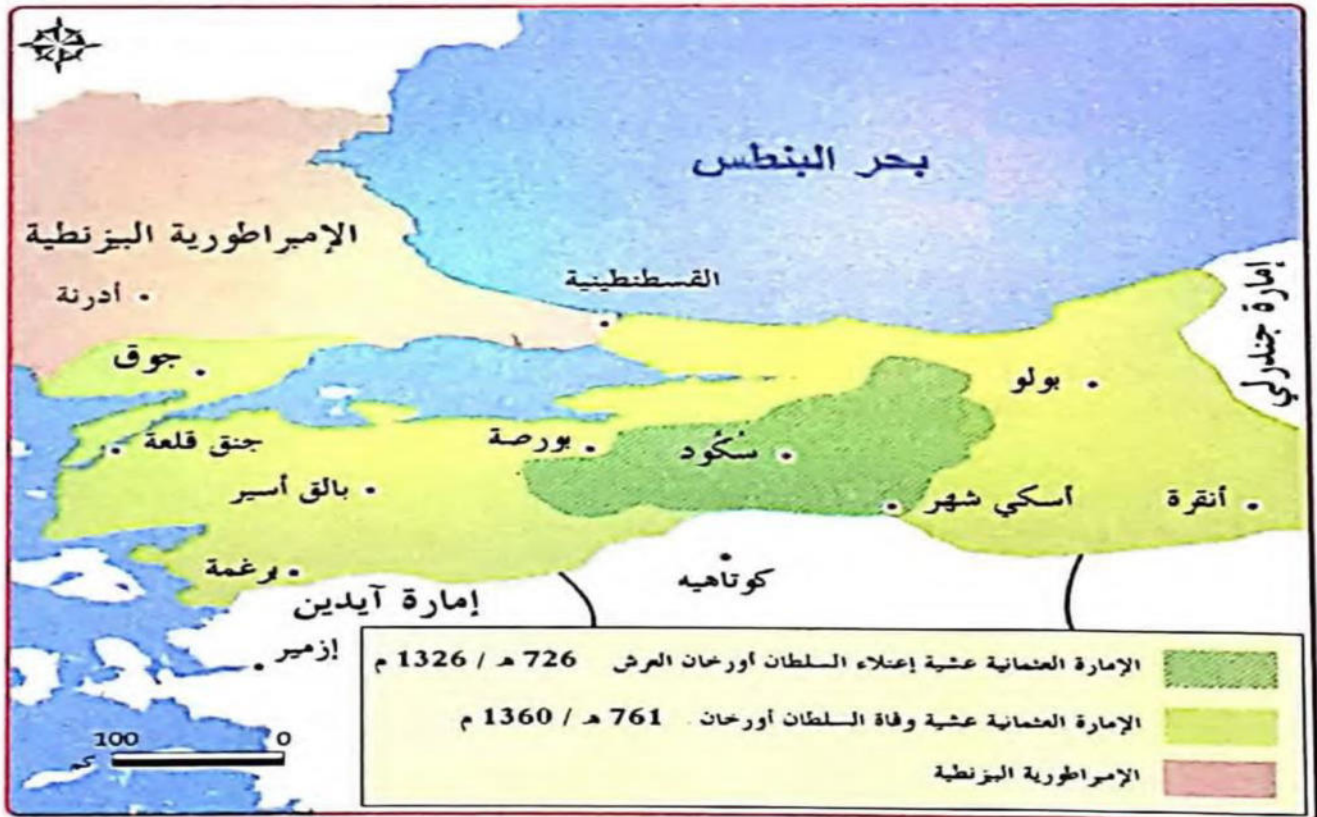 بحر البنطس
الإمبراطورية البيزنطية
أدرنة
القسطنطينية
إمارة جندرلي
جوق
بولو
جنق قلعة
بورصة
سكود
بالق أسير
أسكي شهر
أنقرة
برغمة
كوتاهيه
إمارة آيدين
إزمير
الإمارة العثمانية عشية إعتلاء السلطان أورخان العرش 726 هـ / 1326 م
الإمارة العثمانية عشية وفاة السلطان أورخان 761 هـ / 1360 م
الإمبراطورية البيزنطية
100 0
كم